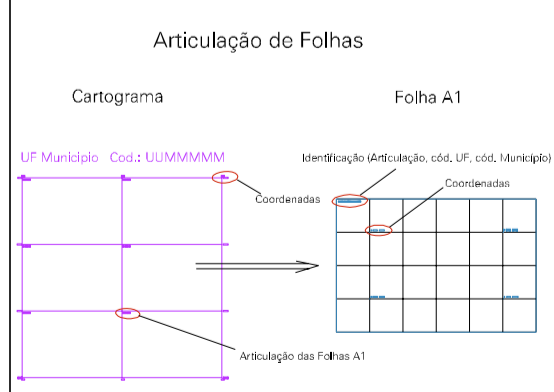 Articulação de Folhas
Cartograma
Folha A1
UF Municipio Cod.: UUMMMMM
Identificação (Articulação, cód. UF, cód. Município)
Coordenadas
Coordenadas
Articulação das Folhas A1